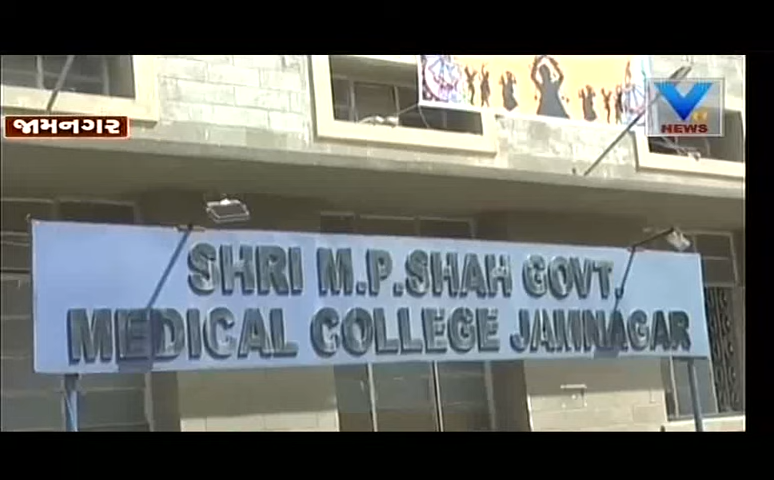 જામનગર
V
NEWS
SHRI M.P.SHAH GOVT.
MEDICAL COLLEGE JAMNAGAR